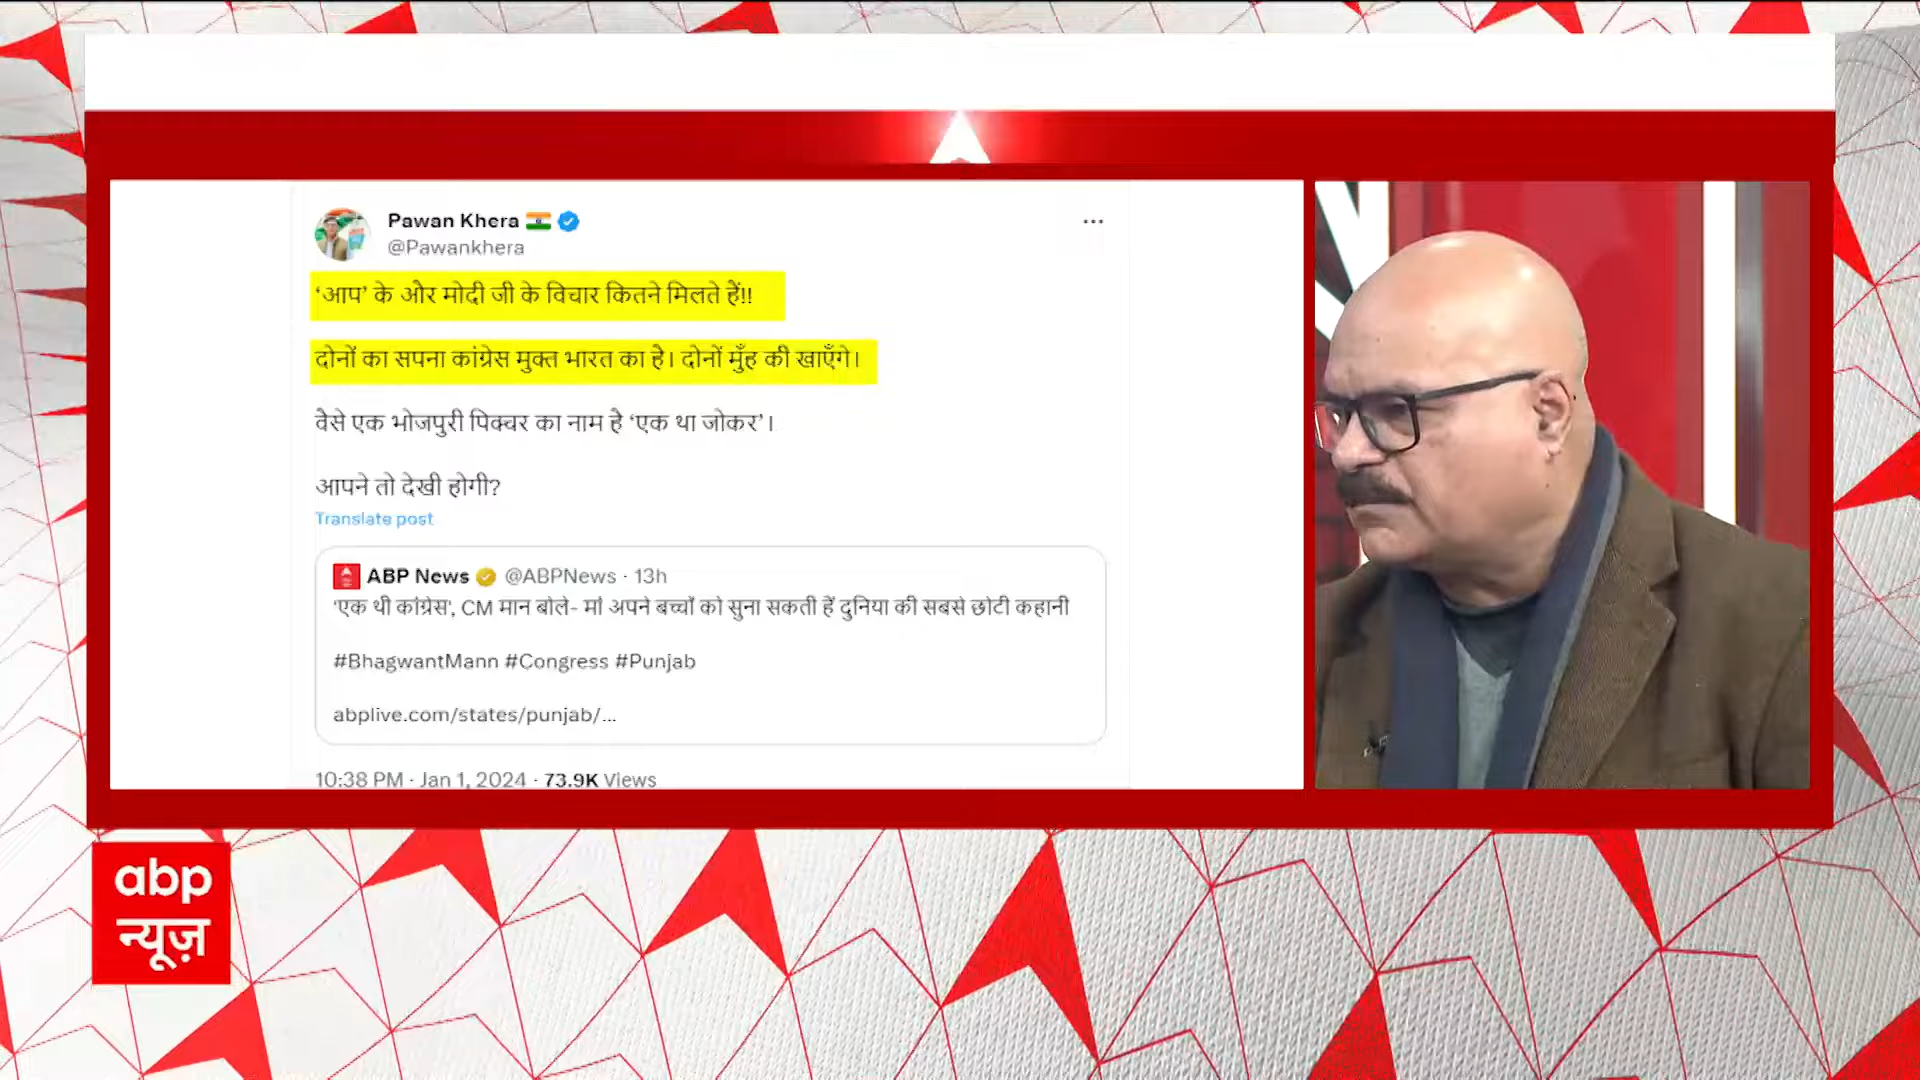 Pawan Khera
@Pawankhera
‘आप’ के और मोदी जी के विचार कितने मिलते हैं!!
दोनों का सपना कांग्रेस मुक्त भारत का है। दोनों मुँह की खाएँगे।
वैसे एक भोजपुरी पिक्चर का नाम है ‘एक था जोकर’।
आपने तो देखी होगी?
Translate post
ABP News @ABPNews · 13h
'एक थी कांग्रेस', CM मान बोले- मां अपने बच्चों को सुना सकती हैं दुनिया की सबसे छोटी कहानी
#BhagwantMann #Congress #Punjab
abplive.com/states/punjab/...
10:38 PM · Jan 1, 2024 · 73.9K Views
abp
न्यूज़